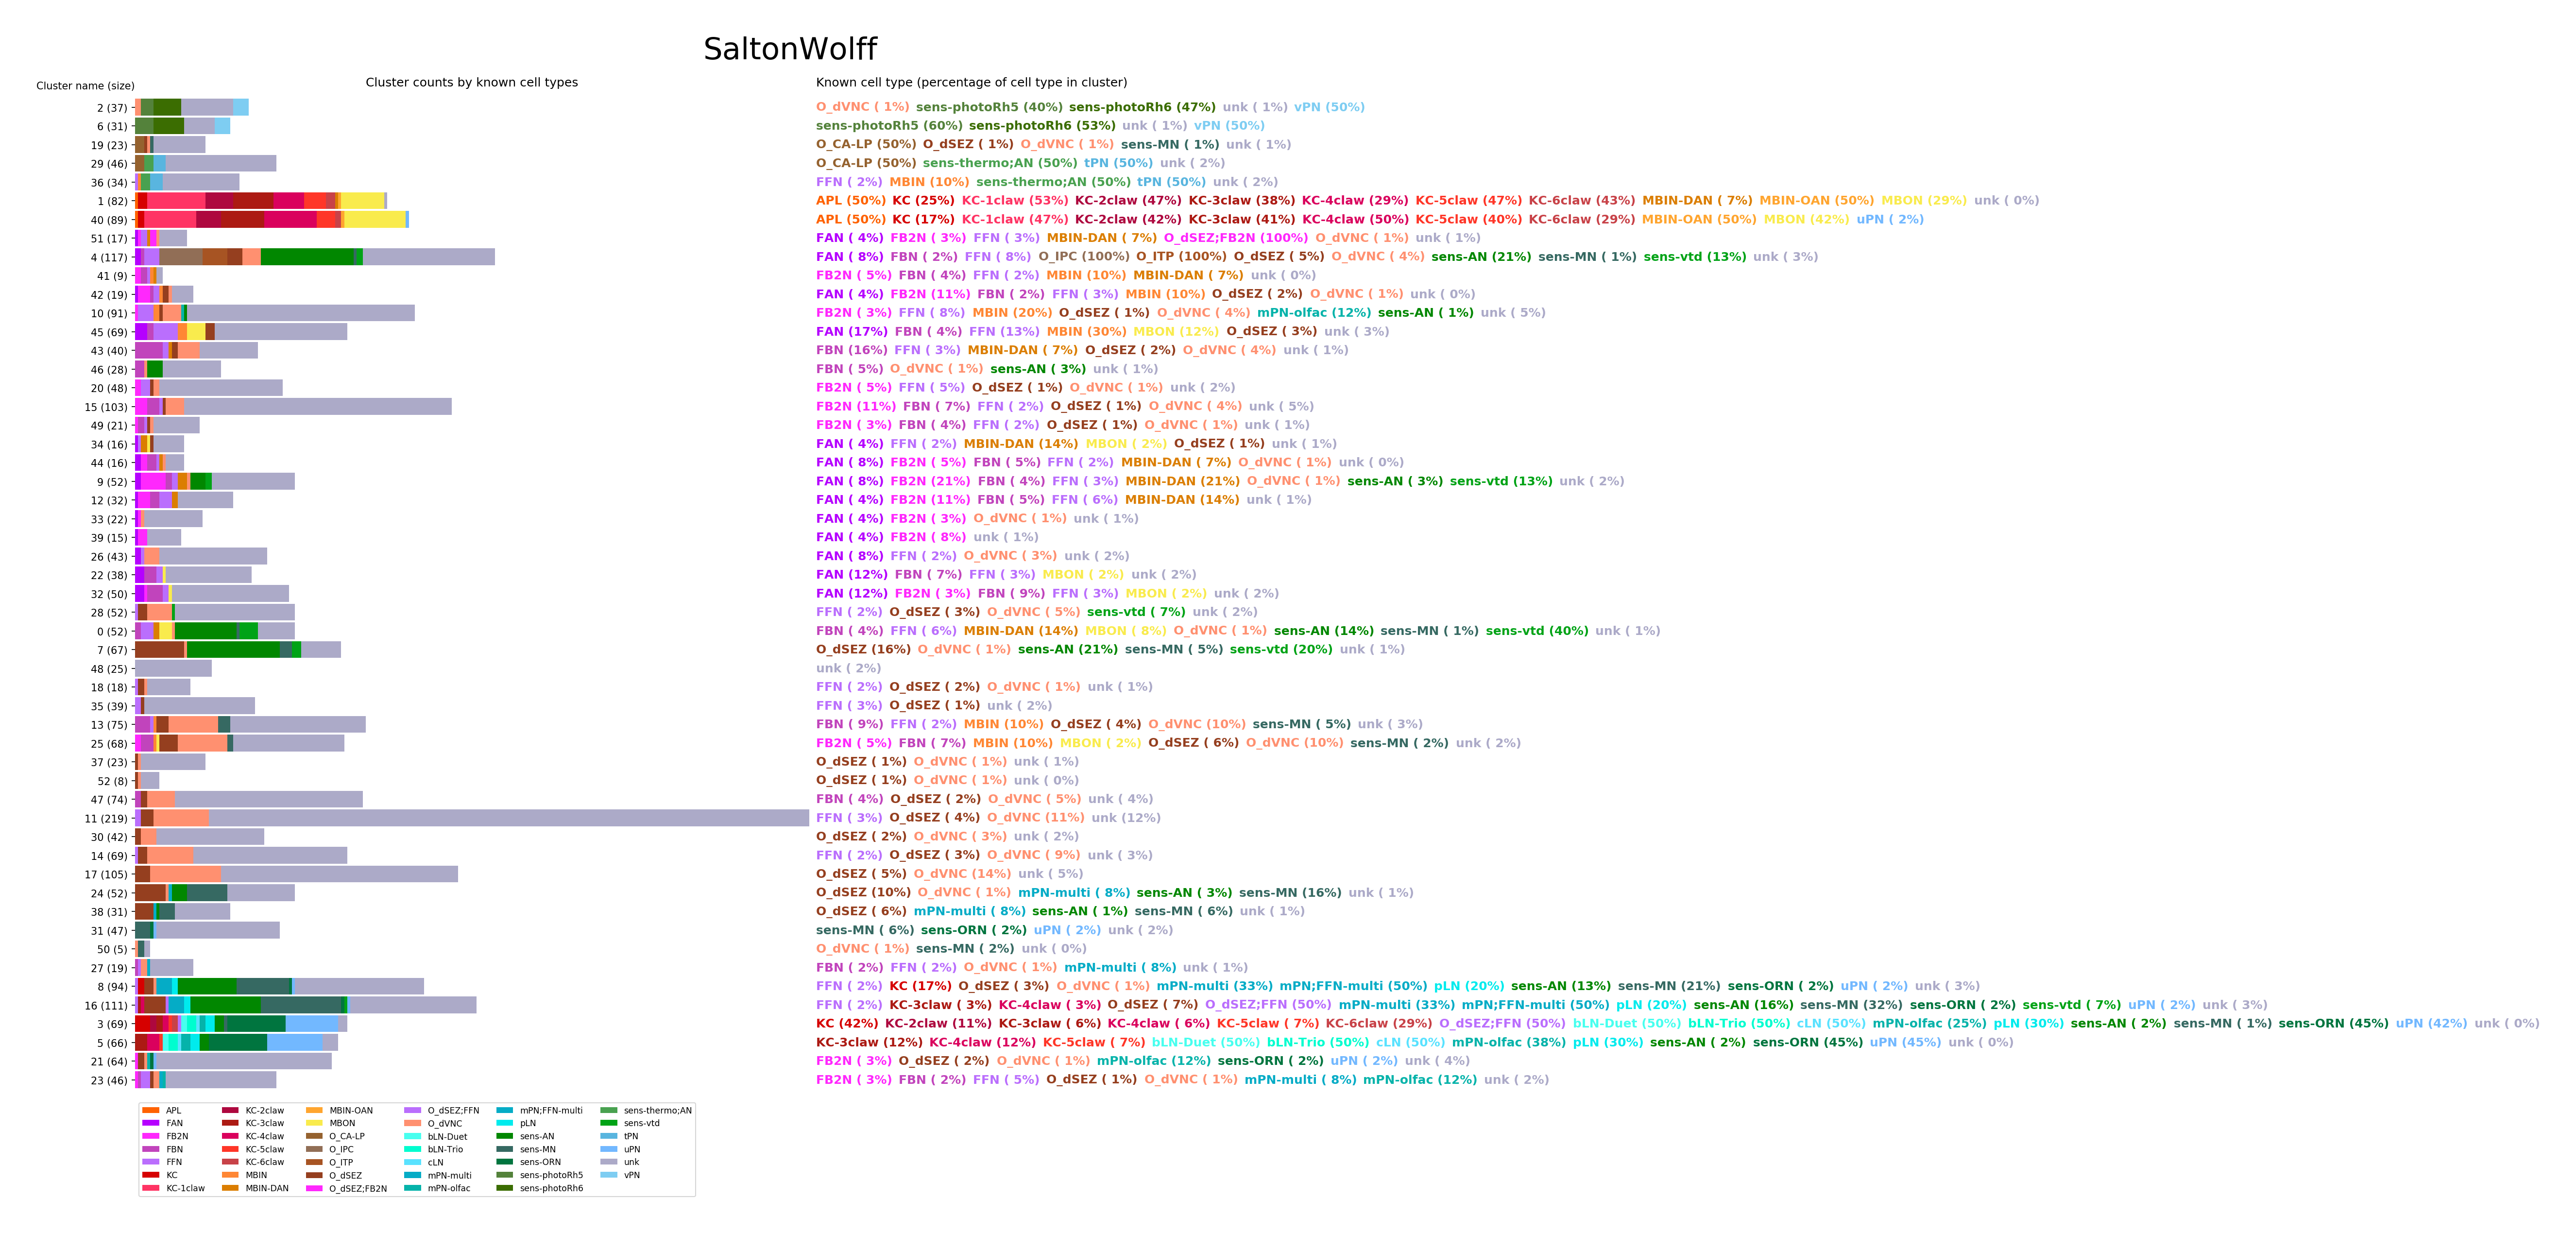 SaltonWolff
Cluster name (size)
Cluster counts by known cell types
Known cell type (percentage of cell type in cluster)
2 (37) O_dVNC ( 1%) sens-photoRh5 (40%) sens-photoRh6 (47%) unk ( 1%) vPN (50%)
6 (31) sens-photoRh5 (60%) sens-photoRh6 (53%) unk ( 1%) vPN (50%)
19 (23) O_CA-LP (50%) O_dSEZ ( 1%) O_dVNC ( 1%) sens-MN ( 1%) unk ( 1%)
29 (46) O_CA-LP (50%) sens-thermo;AN (50%) tPN (50%) unk ( 2%)
36 (34) FFN ( 2%) MBIN (10%) sens-thermo;AN (50%) tPN (50%) unk ( 2%)
1 (82) APL (50%) KC (25%) KC-1claw (53%) KC-2claw (47%) KC-3claw (38%) KC-4claw (29%) KC-5claw (47%) KC-6claw (43%) MBIN-DAN ( 7%) MBIN-OAN (50%) MBON (29%) unk ( 0%)
40 (89) APL (50%) KC (17%) KC-1claw (47%) KC-2claw (42%) KC-3claw (41%) KC-4claw (50%) KC-5claw (40%) KC-6claw (29%) MBIN-OAN (50%) MBON (42%) uPN ( 2%)
51 (17) FAN ( 4%) FB2N ( 3%) FFN ( 3%) MBIN-DAN ( 7%) O_dSEZ;FB2N (100%) O_dVNC ( 1%) unk ( 1%)
4 (117) FAN ( 8%) FBN ( 2%) FFN ( 8%) O_IPC (100%) O_ITP (100%) O_dSEZ ( 5%) O_dVNC ( 4%) sens-AN (21%) sens-MN ( 1%) sens-vtd (13%) unk ( 3%)
41 (9) FB2N ( 5%) FBN ( 4%) FFN ( 2%) MBIN (10%) MBIN-DAN ( 7%) unk ( 0%)
42 (19) FAN ( 4%) FB2N (11%) FBN ( 2%) FFN ( 3%) MBIN (10%) O_dSEZ ( 2%) O_dVNC ( 1%) unk ( 0%)
10 (91) FB2N ( 3%) FFN ( 8%) MBIN (20%) O_dSEZ ( 1%) O_dVNC ( 4%) mPN-olfac (12%) sens-AN ( 1%) unk ( 5%)
45 (69) FAN (17%) FBN ( 4%) FFN (13%) MBIN (30%) MBON (12%) O_dSEZ ( 3%) unk ( 3%)
43 (40) FBN (16%) FFN ( 3%) MBIN-DAN ( 7%) O_dSEZ ( 2%) O_dVNC ( 4%) unk ( 1%)
46 (28) FBN ( 5%) O_dVNC ( 1%) sens-AN ( 3%) unk ( 1%)
20 (48) FB2N ( 5%) FFN ( 5%) O_dSEZ ( 1%) O_dVNC ( 1%) unk ( 2%)
15 (103) FB2N (11%) FBN ( 7%) FFN ( 2%) O_dSEZ ( 1%) O_dVNC ( 4%) unk ( 5%)
49 (21) FB2N ( 3%) FBN ( 4%) FFN ( 2%) O_dSEZ ( 1%) O_dVNC ( 1%) unk ( 1%)
34 (16) FAN ( 4%) FFN ( 2%) MBIN-DAN (14%) MBON ( 2%) O_dSEZ ( 1%) unk ( 1%)
44 (16) FAN ( 8%) FB2N ( 5%) FBN ( 5%) FFN ( 2%) MBIN-DAN ( 7%) O_dVNC ( 1%) unk ( 0%)
9 (52) FAN ( 8%) FB2N (21%) FBN ( 4%) FFN ( 3%) MBIN-DAN (21%) O_dVNC ( 1%) sens-AN ( 3%) sens-vtd (13%) unk ( 2%)
12 (32) FAN ( 4%) FB2N (11%) FBN ( 5%) FFN ( 6%) MBIN-DAN (14%) unk ( 1%)
33 (22) FAN ( 4%) FB2N ( 3%) O_dVNC ( 1%) unk ( 1%)
39 (15) FAN ( 4%) FB2N ( 8%) unk ( 1%)
26 (43) FAN ( 8%) FFN ( 2%) O_dVNC ( 3%) unk ( 2%)
22 (38) FAN (12%) FBN ( 7%) FFN ( 3%) MBON ( 2%) unk ( 2%)
32 (50) FAN (12%) FB2N ( 3%) FBN ( 9%) FFN ( 3%) MBON ( 2%) unk ( 2%)
28 (52) FFN ( 2%) O_dSEZ ( 3%) O_dVNC ( 5%) sens-vtd ( 7%) unk ( 2%)
0 (52) FBN ( 4%) FFN ( 6%) MBIN-DAN (14%) MBON ( 8%) O_dVNC ( 1%) sens-AN (14%) sens-MN ( 1%) sens-vtd (40%) unk ( 1%)
7 (67) O_dSEZ (16%) O_dVNC ( 1%) sens-AN (21%) sens-MN ( 5%) sens-vtd (20%) unk ( 1%)
48 (25) unk ( 2%)
18 (18) FFN ( 2%) O_dSEZ ( 2%) O_dVNC ( 1%) unk ( 1%)
35 (39) FFN ( 3%) O_dSEZ ( 1%) unk ( 2%)
13 (75) FBN ( 9%) FFN ( 2%) MBIN (10%) O_dSEZ ( 4%) O_dVNC (10%) sens-MN ( 5%) unk ( 3%)
25 (68) FB2N ( 5%) FBN ( 7%) MBIN (10%) MBON ( 2%) O_dSEZ ( 6%) O_dVNC (10%) sens-MN ( 2%) unk ( 2%)
37 (23) O_dSEZ ( 1%) O_dVNC ( 1%) unk ( 1%)
52 (8) O_dSEZ ( 1%) O_dVNC ( 1%) unk ( 0%)
47 (74) FBN ( 4%) O_dSEZ ( 2%) O_dVNC ( 5%) unk ( 4%)
11 (219) FFN ( 3%) O_dSEZ ( 4%) O_dVNC (11%) unk (12%)
30 (42) O_dSEZ ( 2%) O_dVNC ( 3%) unk ( 2%)
14 (69) FFN ( 2%) O_dSEZ ( 3%) O_dVNC ( 9%) unk ( 3%)
17 (105) O_dSEZ ( 5%) O_dVNC (14%) unk ( 5%)
24 (52) O_dSEZ (10%) O_dVNC ( 1%) mPN-multi ( 8%) sens-AN ( 3%) sens-MN (16%) unk ( 1%)
38 (31) O_dSEZ ( 6%) mPN-multi ( 8%) sens-AN ( 1%) sens-MN ( 6%) unk ( 1%)
31 (47) sens-MN ( 6%) sens-ORN ( 2%) uPN ( 2%) unk ( 2%)
50 (5) O_dVNC ( 1%) sens-MN ( 2%) unk ( 0%)
27 (19) FBN ( 2%) FFN ( 2%) O_dVNC ( 1%) mPN-multi ( 8%) unk ( 1%)
8 (94) FFN ( 2%) KC (17%) O_dSEZ ( 3%) O_dVNC ( 1%) mPN-multi (33%) mPN;FFN-multi (50%) pLN (20%) sens-AN (13%) sens-MN (21%) sens-ORN ( 2%) uPN ( 2%) unk ( 3%)
16 (111) FFN ( 2%) KC-3claw ( 3%) KC-4claw ( 3%) O_dSEZ ( 7%) O_dSEZ;FFN (50%) mPN-multi (33%) mPN;FFN-multi (50%) pLN (20%) sens-AN (16%) sens-MN (32%) sens-ORN ( 2%) sens-vtd ( 7%) uPN ( 2%) unk ( 3%)
3 (69) KC (42%) KC-2claw (11%) KC-3claw ( 6%) KC-4claw ( 6%) KC-5claw ( 7%) KC-6claw (29%) O_dSEZ;FFN (50%) bLN-Duet (50%) bLN-Trio (50%) cLN (50%) mPN-olfac (25%) pLN (30%) sens-AN ( 2%) sens-MN ( 1%) sens-ORN (45%) uPN (42%) unk ( 0%)
5 (66) KC-3claw (12%) KC-4claw (12%) KC-5claw ( 7%) bLN-Duet (50%) bLN-Trio (50%) cLN (50%) mPN-olfac (38%) pLN (30%) sens-AN ( 2%) sens-ORN (45%) uPN (45%) unk ( 0%)
21 (64) FB2N ( 3%) O_dSEZ ( 2%) O_dVNC ( 1%) mPN-olfac (12%) sens-ORN ( 2%) uPN ( 2%) unk ( 4%)
23 (46) FB2N ( 3%) FBN ( 2%) FFN ( 5%) O_dSEZ ( 1%) O_dVNC ( 1%) mPN-multi ( 8%) mPN-olfac (12%) unk ( 2%)
APL KC-2claw MBIN-OAN O_dSEZ;FFN mPN;FFN-multi sens-thermo;AN
FAN KC-3claw MBON O_dVNC pLN sens-vtd
FB2N KC-4claw O_CA-LP bLN-Duet sens-AN tPN
FBN KC-5claw O_IPC bLN-Trio sens-MN uPN
FFN KC-6claw O_ITP cLN sens-ORN unk
KC MBIN O_dSEZ mPN-multi sens-photoRh5 vPN
KC-1claw MBIN-DAN O_dSEZ;FB2N mPN-olfac sens-photoRh6